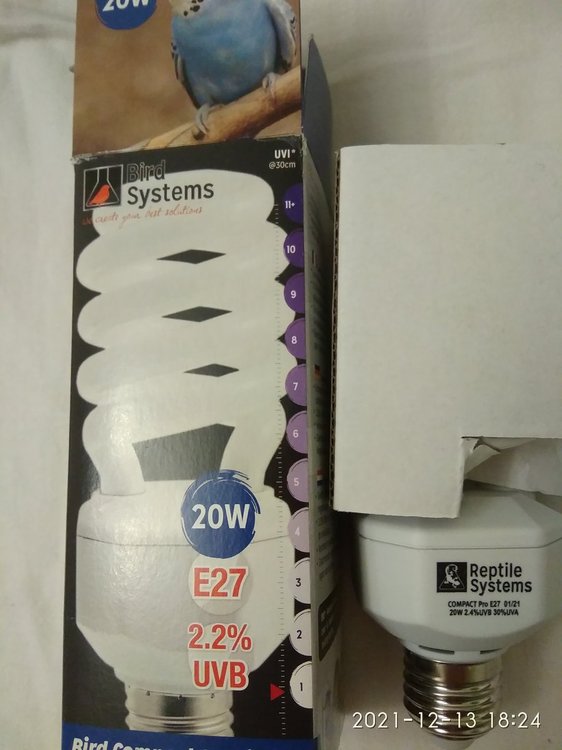 20W
Bird
Systems
we create your best solutions
UVI*
@30cm
11+
10
9
8
7
6
5
4
3
2
1
20W
E27
2.2%
UVB
Bird
Reptile
Systems
COMPACT Pro E27 01/21
20W 2.4%UVB 30%UVA
2021-12-13 18:24